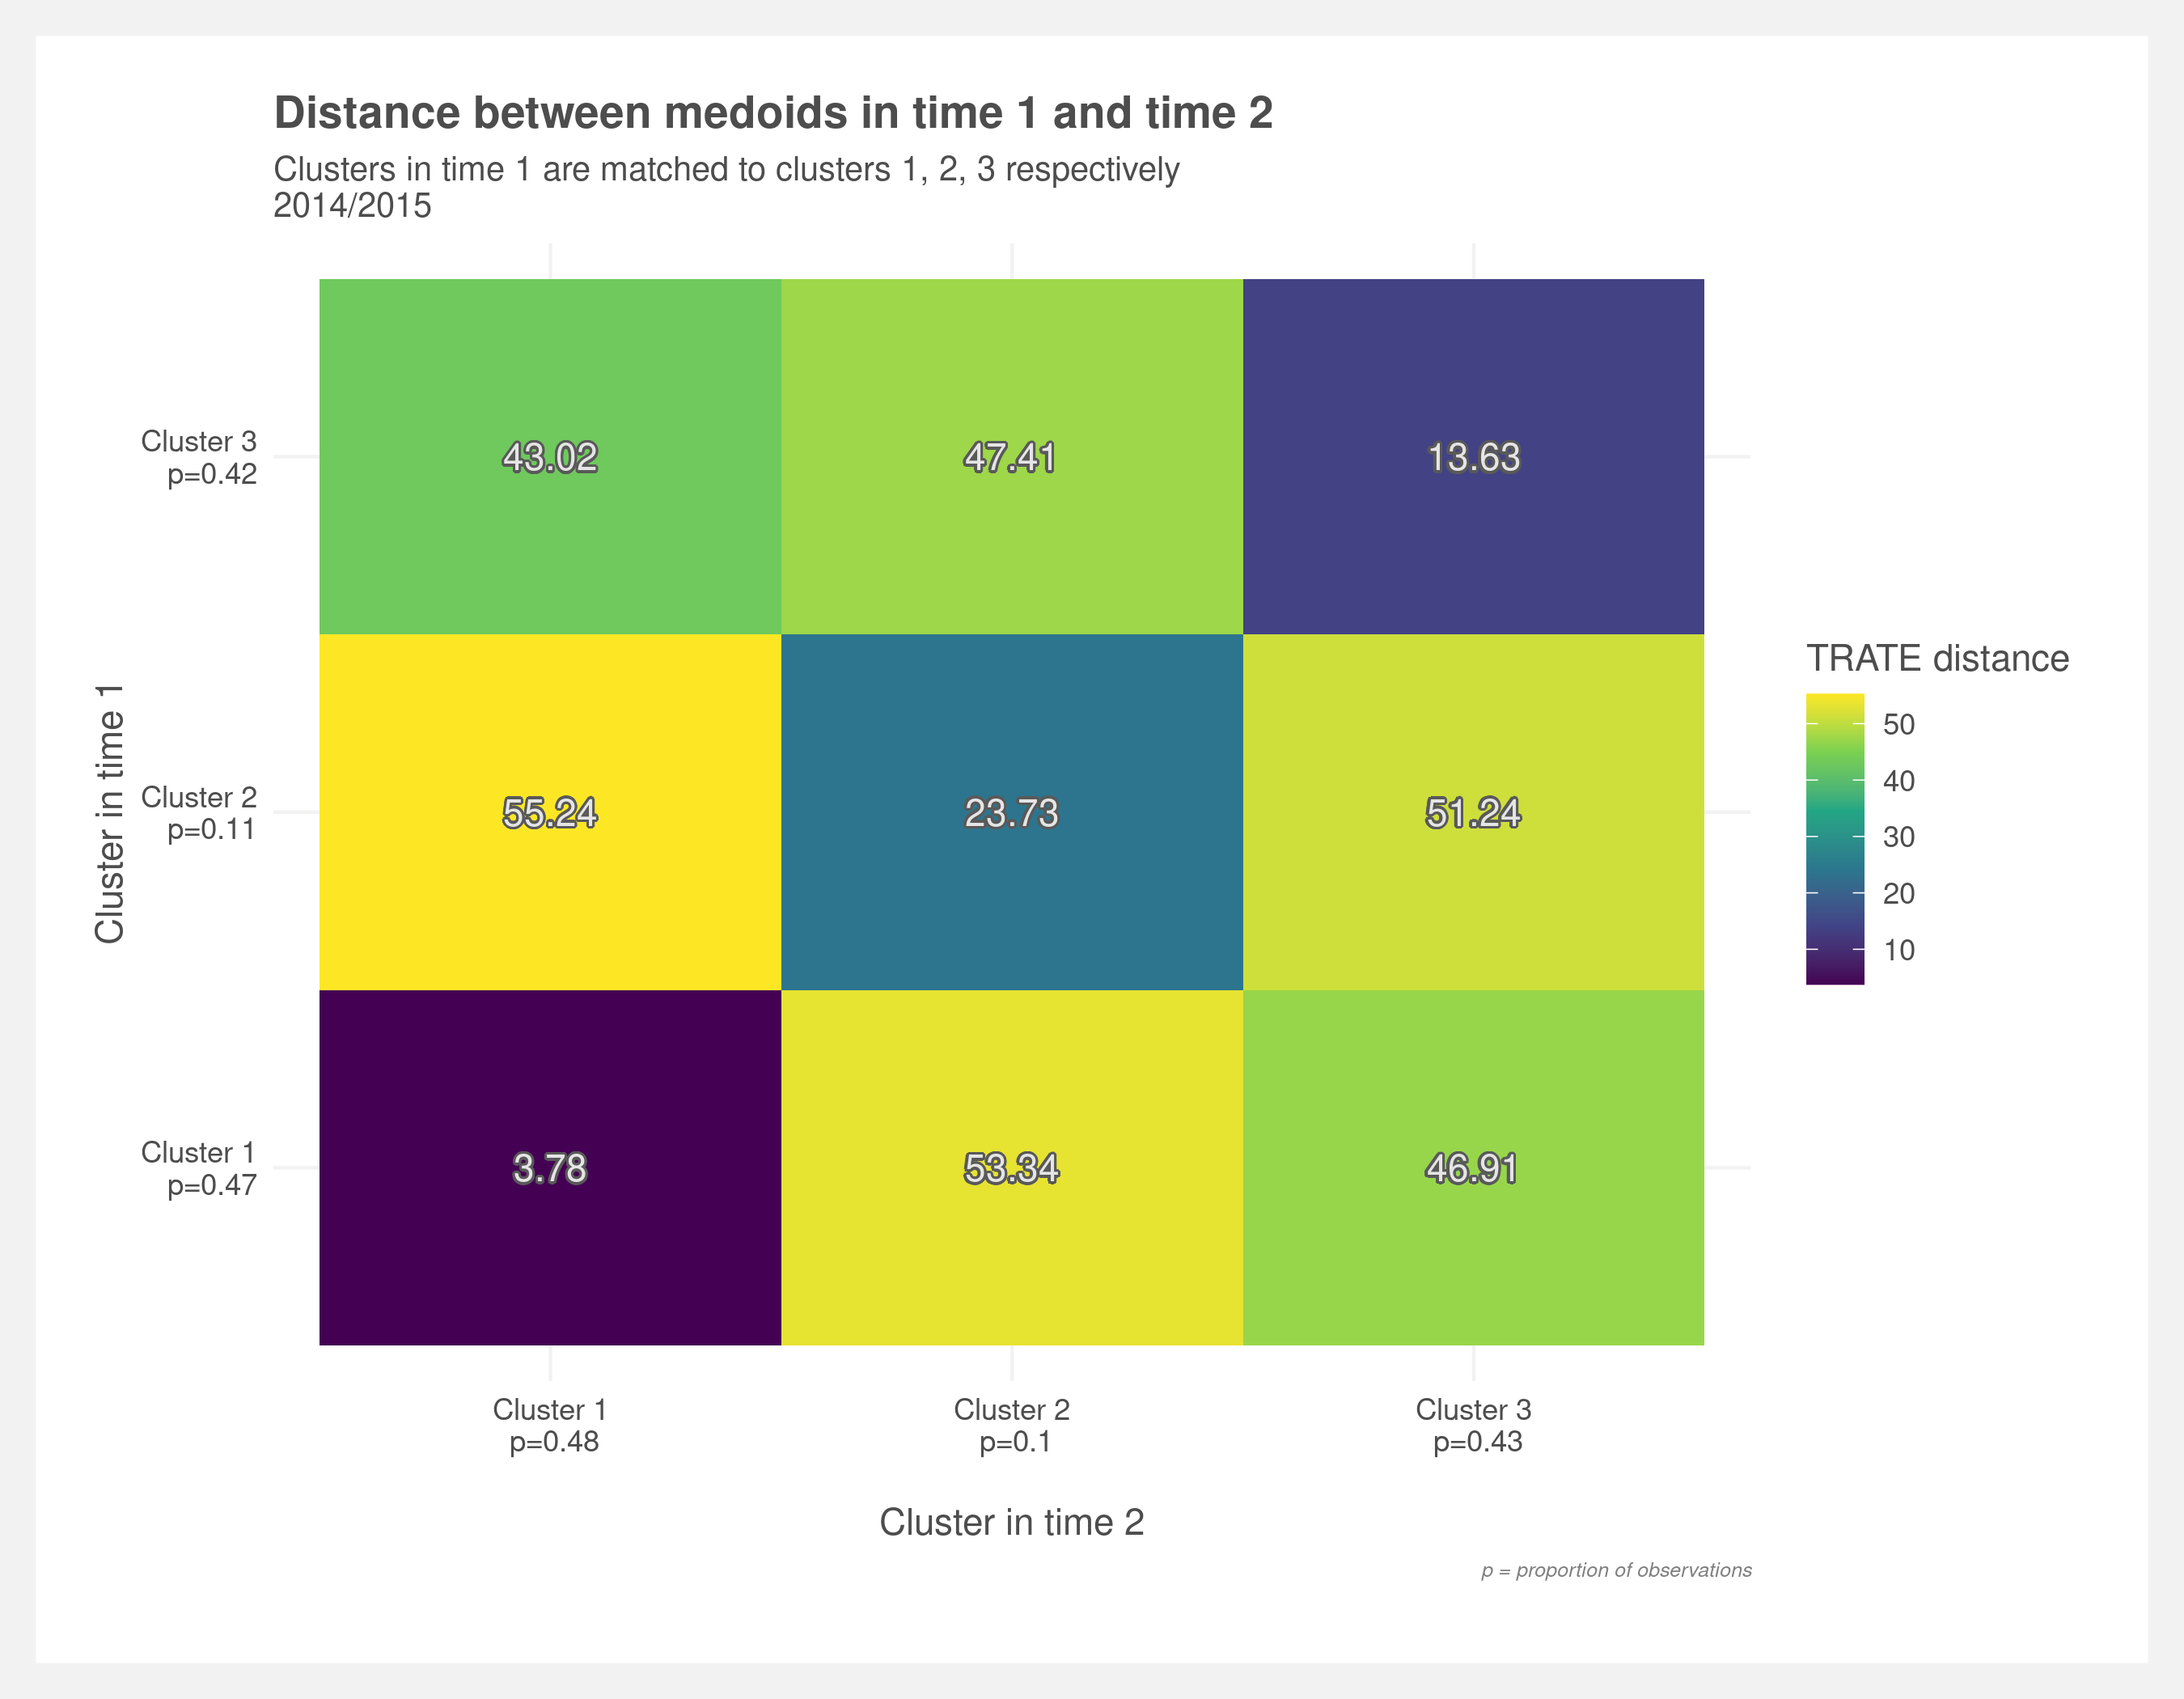 Distance between medoids in time 1 and time 2
Clusters in time 1 are matched to clusters 1, 2, 3 respectively
2014/2015
Cluster in time 1
Cluster 3
p=0.42
43.02 47.41 13.63
Cluster 2
p=0.11
55.24 23.73 51.24
Cluster 1
p=0.47
3.78 53.34 46.91
Cluster 1 Cluster 2 Cluster 3
p=0.48 p=0.1 p=0.43
Cluster in time 2
TRATE distance
50
40
30
20
10
p = proportion of observations